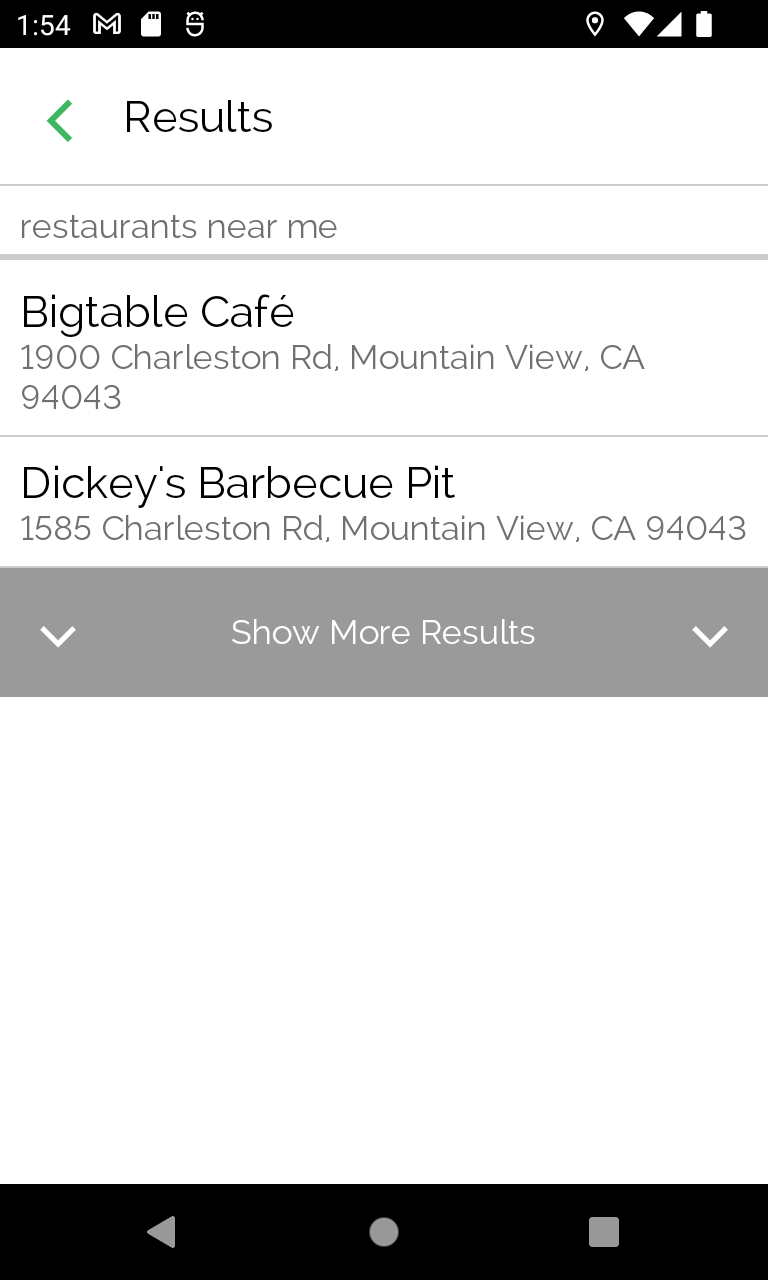 1:54
Results
restaurants near me
Bigtable Café
1900 Charleston Rd, Mountain View, CA
94043
Dickey's Barbecue Pit
1585 Charleston Rd, Mountain View, CA 94043
Show More Results